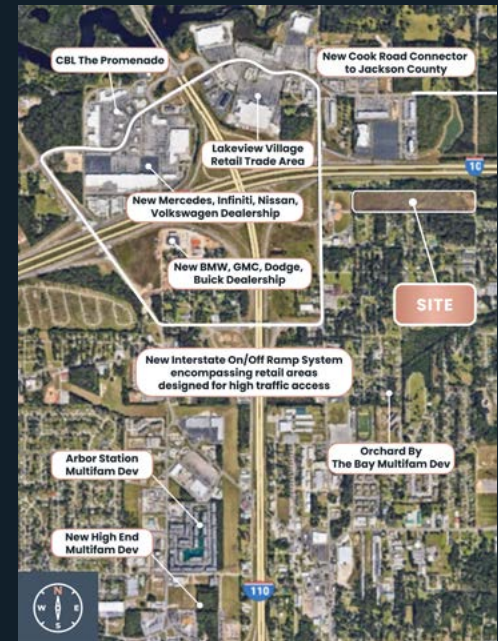 CBL The Promenade
New Cook Road Connector
to Jackson County
Lakeview Village
Retail Trade Area
10
New Mercedes, Infiniti, Nissan,
Volkswagen Dealership
New BMW, GMC, Dodge,
Buick Dealership
SITE
New Interstate On/Off Ramp System
encompassing retail areas
designed for high traffic access
Arbor Station
Multifam Dev
Orchard By
The Bay Multifam Dev
New High End
Multifam Dev
110
N
W E
S